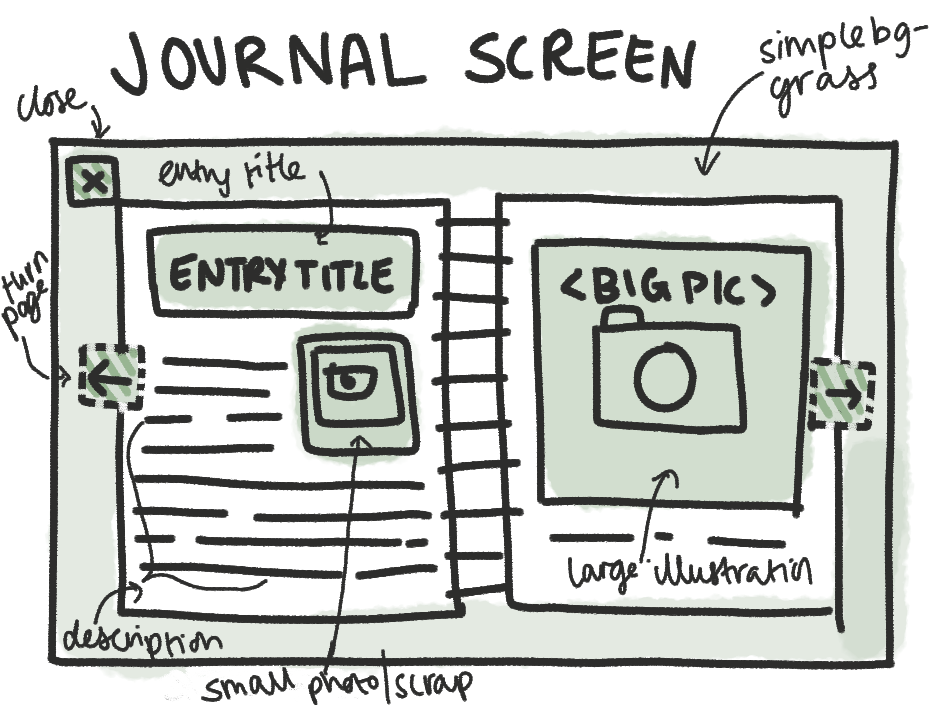 JOURNAL SCREEN
simple bg-
grass
close
X
entry title
ENTRY TITLE
turn
page
<BIG PIC>
large illustration
description
small photo/scrap